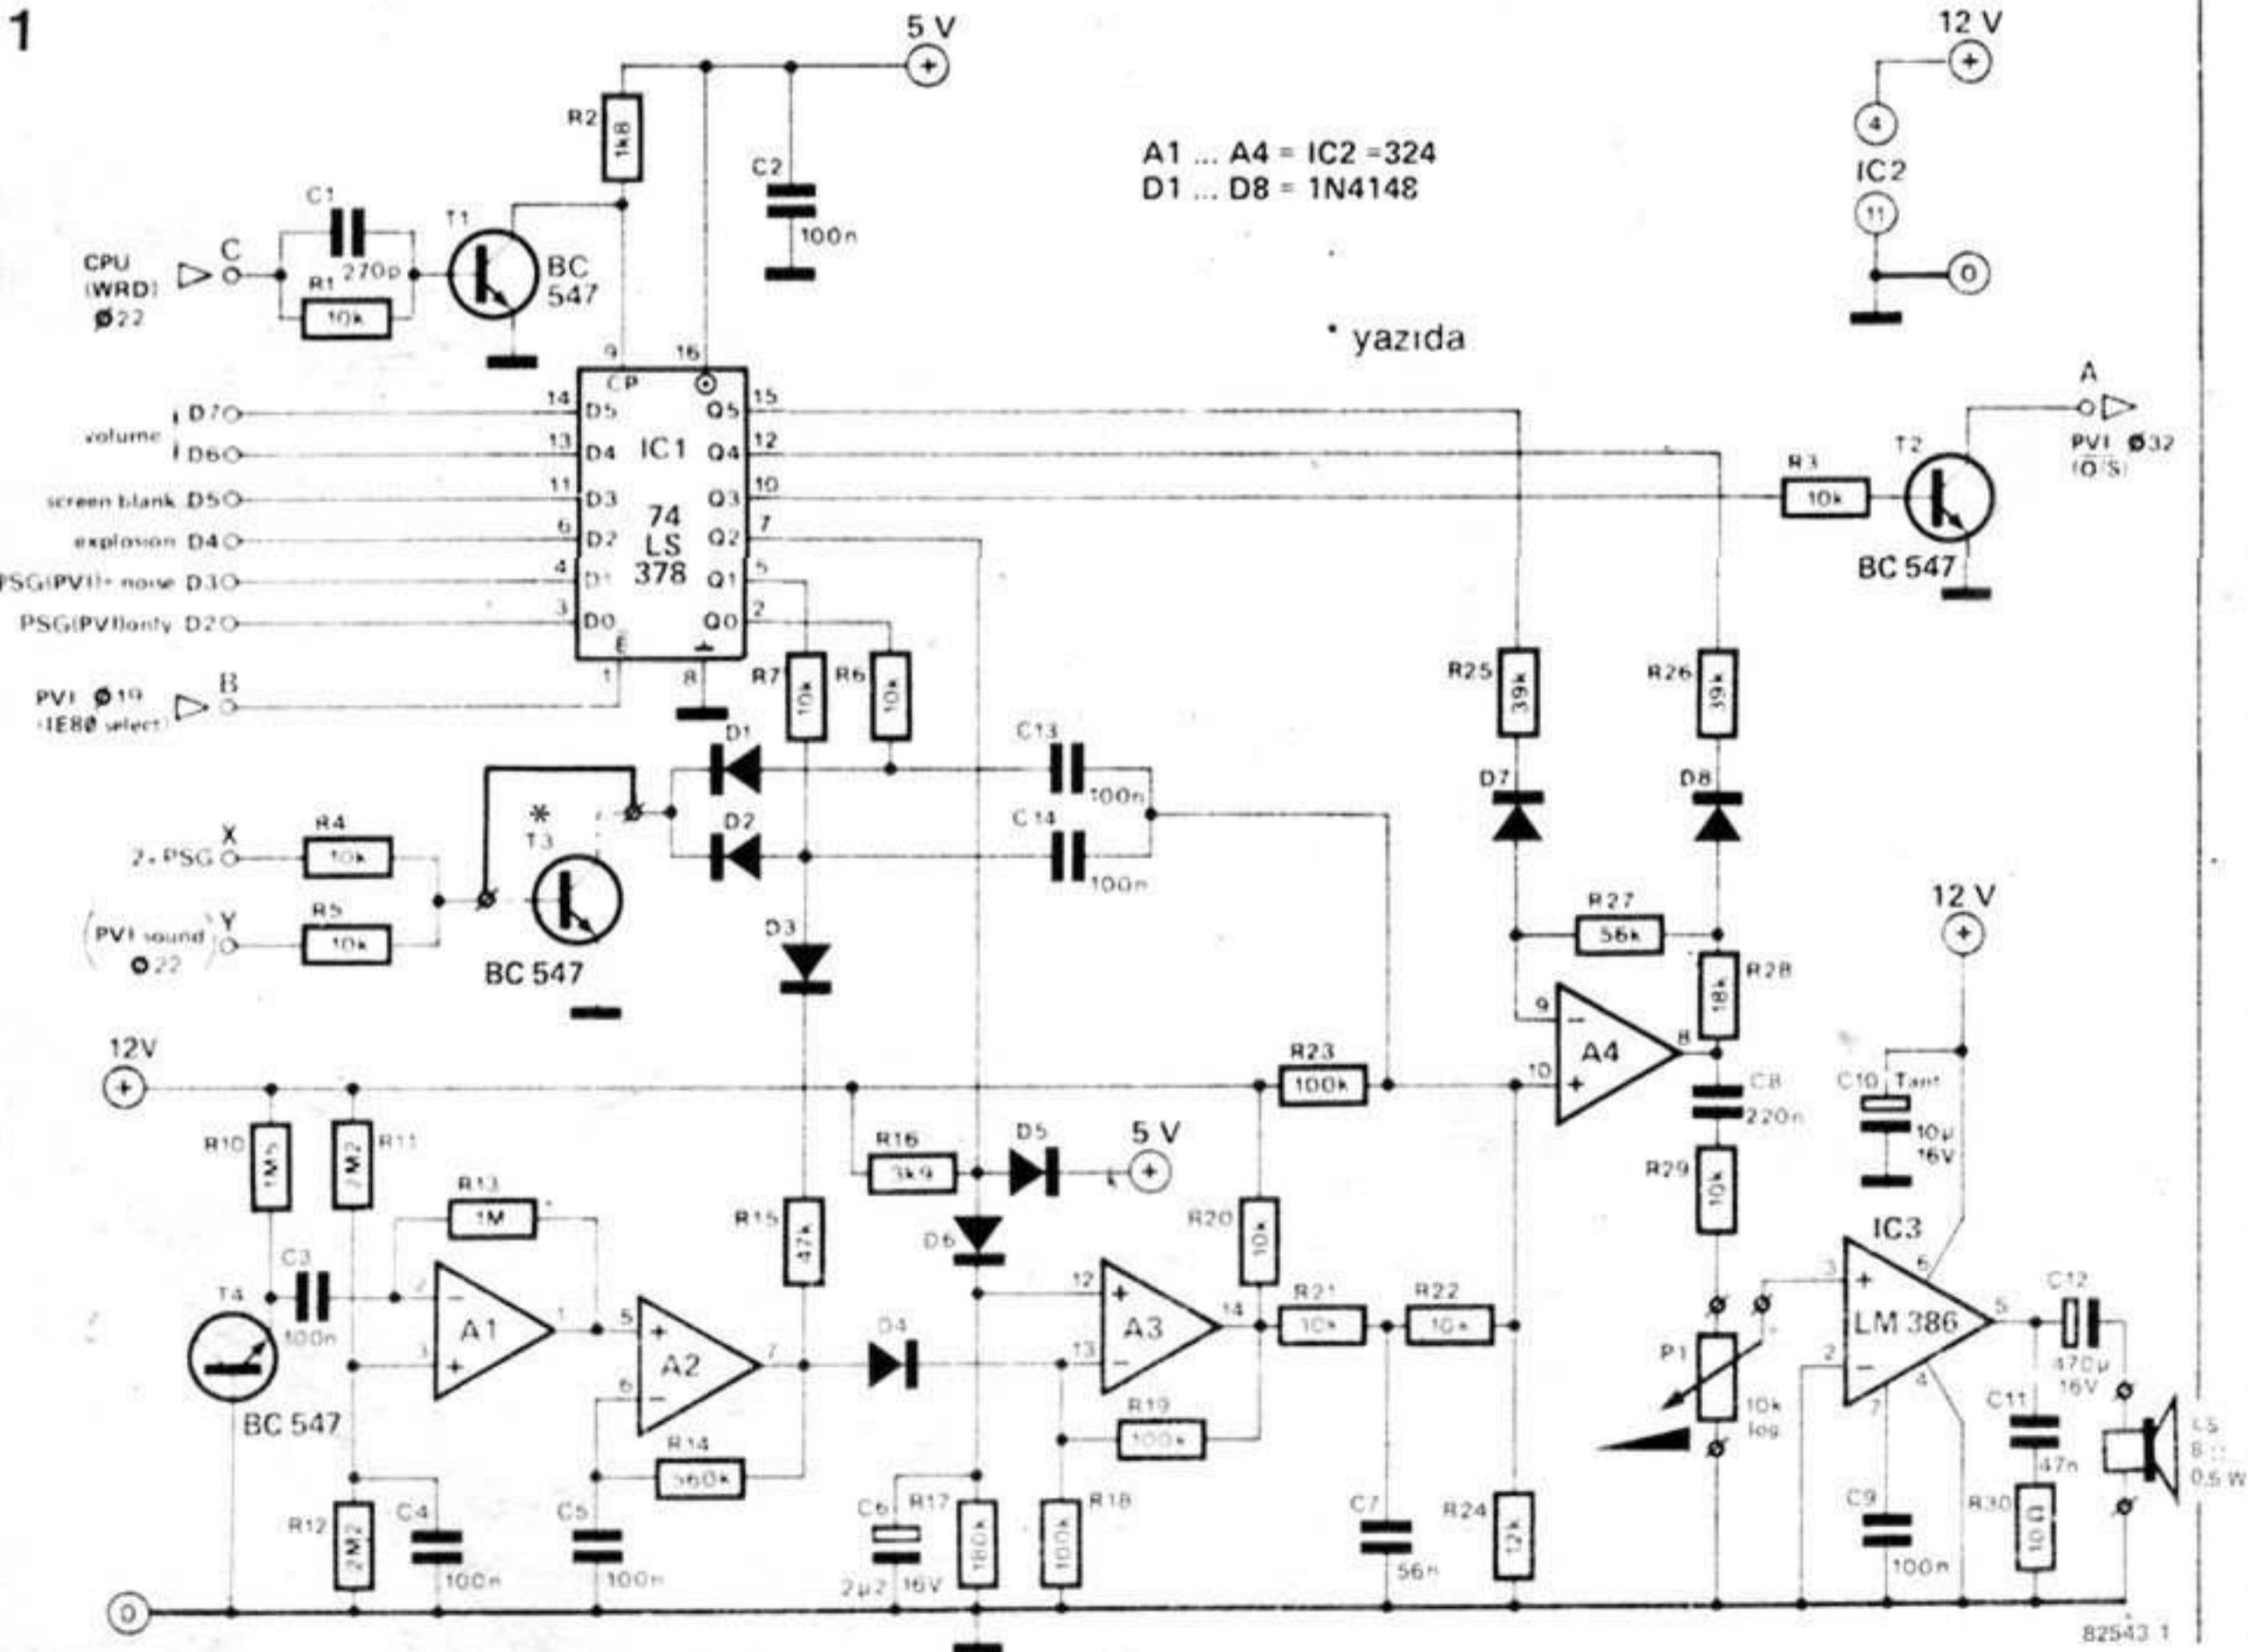 1
5 V
12 V
R2
1k8
C2
100n
A1 ... A4 = IC2 =324
D1 ... D8 = 1N4148
4
IC2
11
0
C1
270p
T1
BC
547
CPU
(WRD)
Ø22
C
R1
10k
* yazıda
9
16
CP
volume
D7
14
D5
Q5
15
D6
13
D4
IC1
Q4
12
screen blank D5
11
D3
Q3
10
explosion D4
6
D2
74
LS
378
Q2
7
PSG(PVI)+ noise D3
4
D1
Q1
5
PSG(PVI)only D2
3
D0
Q0
2
E
1
8
PVI Ø19
(1E80 select)
B
A
PVI Ø32
(O/S)
T2
R3
10k
BC 547
R7
10k
R6
10k
R25
39k
R26
39k
D1
D2
C13
100n
C14
100n
D7
D8
*
T3
BC 547
2.PSG
X
R4
10k
(PVI sound)
Ø22
Y
R5
10k
D3
R27
56k
R28
18k
12 V
9
A4
8
10
C8
220n
C10 Tant
10µ
16V
12V
R23
100k
R10
1M5
R11
2M2
R13
1M
R16
3k9
D5
5 V
R29
10k
R15
47k
D6
R20
10k
IC3
T4
BC 547
C3
100n
2
A1
1
3
5
A2
7
6
D4
12
A3
14
13
R21
10k
R22
10k
P1
10k
log
3
LM 386
6
5
2
4
7
C12
470µ
16V
R14
560k
R19
100k
C11
47n
LS
8 Ω
0.5 W
R12
2M2
C4
100n
C5
100n
C6
2µ2 16V
R17
180k
R18
100k
C7
56n
R24
12k
C9
100n
R30
10Ω
0
82543 1